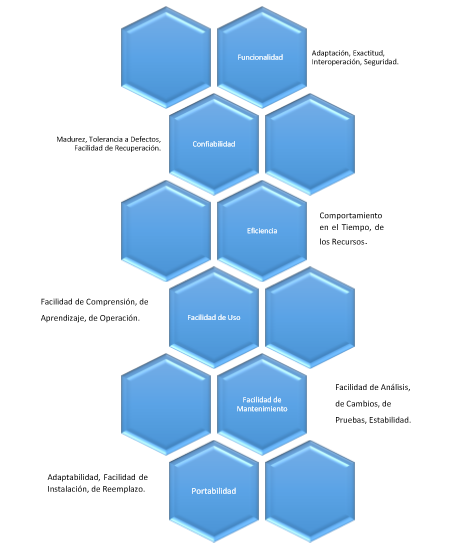 Funcionalidad
Adaptación, Exactitud,
Interoperación, Seguridad.
Madurez, Tolerancia a Defectos,
Facilidad de Recuperación.
Confiabilidad
Eficiencia
Comportamiento
en el Tiempo, de
los Recursos.
Facilidad de Comprensión, de
Aprendizaje, de Operación.
Facilidad de Uso
Facilidad de
Mantenimiento
Facilidad de Análisis,
de Cambios, de
Pruebas, Estabilidad.
Adaptabilidad, Facilidad de
Instalación, de Reemplazo.
Portabilidad